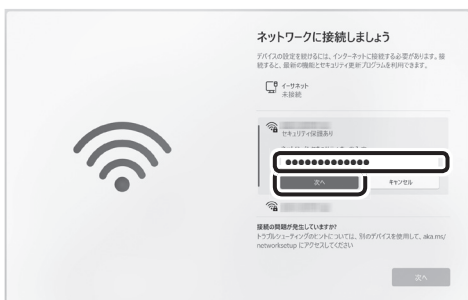 ネットワークに接続しましょう
デバイスの設定を続けるには、インターネットに接続する必要があります。接
続すると、最新の機能とセキュリティ更新プログラムを利用できます。
イーサネット
未接続
セキュリティ保護あり
●●●●●●●●●●●●●
次へ
キャンセル
接続の問題が発生していますか?
トラブルシューティングのヒントについては、別のデバイスを使用して、aka.ms/
networksetup にアクセスしてください
次へ